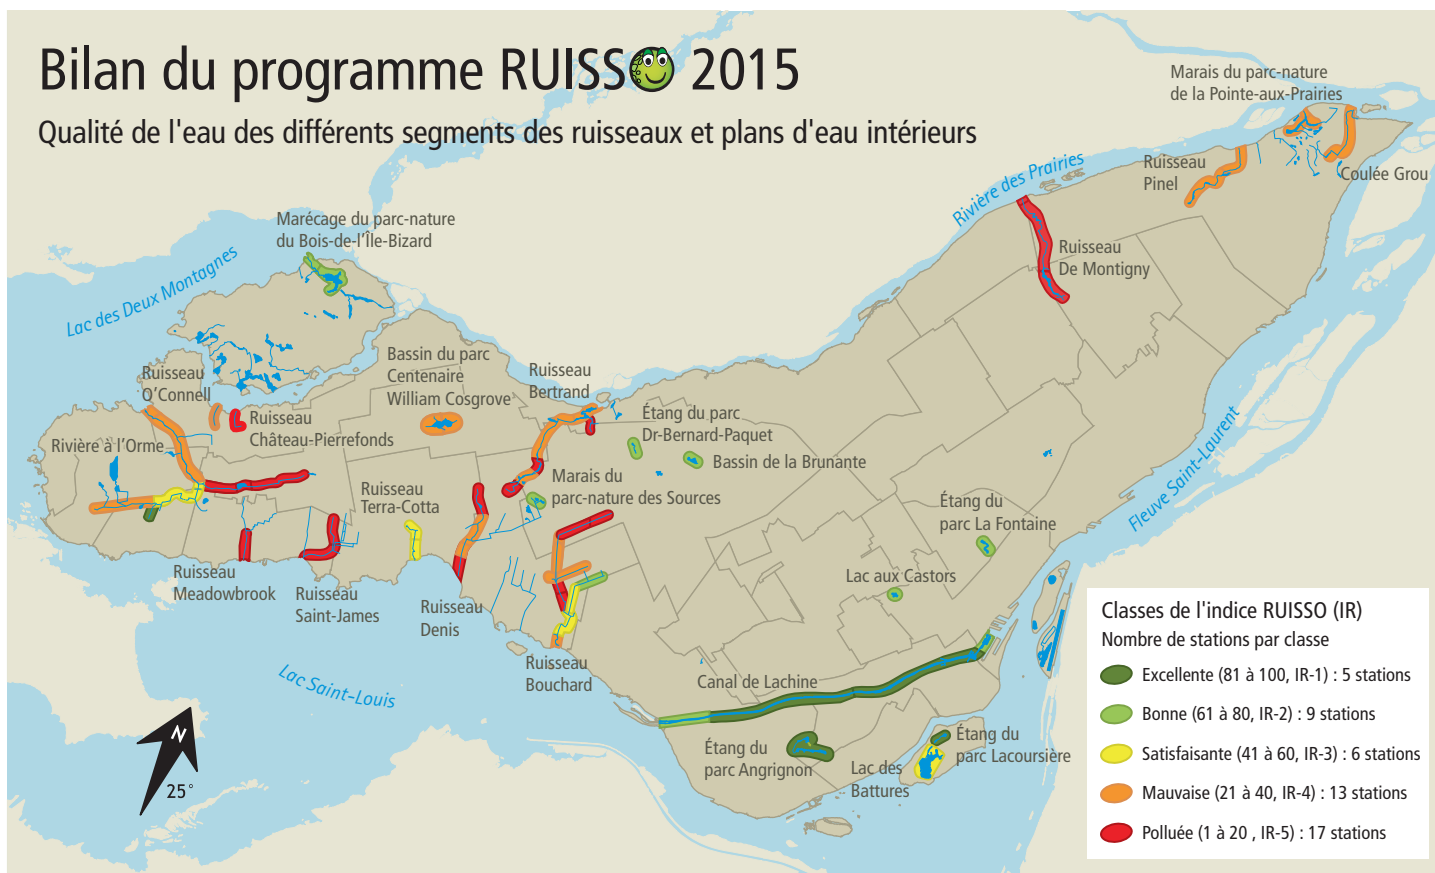 Bilan du programme RUISSO 2015
Qualité de l'eau des différents segments des ruisseaux et plans d'eau intérieurs
Marais du parc-nature
de la Pointe-aux-Prairies
Rivière des Prairies
Ruisseau
Pinel
Coulée Grou
Marécage du parc-nature
du Bois-de-l'Île-Bizard
Lac des Deux Montagnes
Ruisseau
De Montigny
Ruisseau
O'Connell
Bassin du parc
Centenaire
William Cosgrove
Ruisseau
Bertrand
Ruisseau
Château-Pierrefonds
Étang du parc
Dr-Bernard-Paquet
Rivière à l'Orme
Bassin de la Brunante
Marais du
parc-nature des Sources
Ruisseau
Terra-Cotta
Étang du
parc La Fontaine
Fleuve Saint-Laurent
Ruisseau
Meadowbrook
Ruisseau
Saint-James
Ruisseau
Denis
Lac aux Castors
Ruisseau
Bouchard
Lac Saint-Louis
Canal de Lachine
Étang du
parc Angrignon
Lac des
Battures
Étang du
parc Lacoursière
N
25°
Classes de l'indice RUISSO (IR)
Nombre de stations par classe
Excellente (81 à 100, IR-1) : 5 stations
Bonne (61 à 80, IR-2) : 9 stations
Satisfaisante (41 à 60, IR-3) : 6 stations
Mauvaise (21 à 40, IR-4) : 13 stations
Polluée (1 à 20 , IR-5) : 17 stations